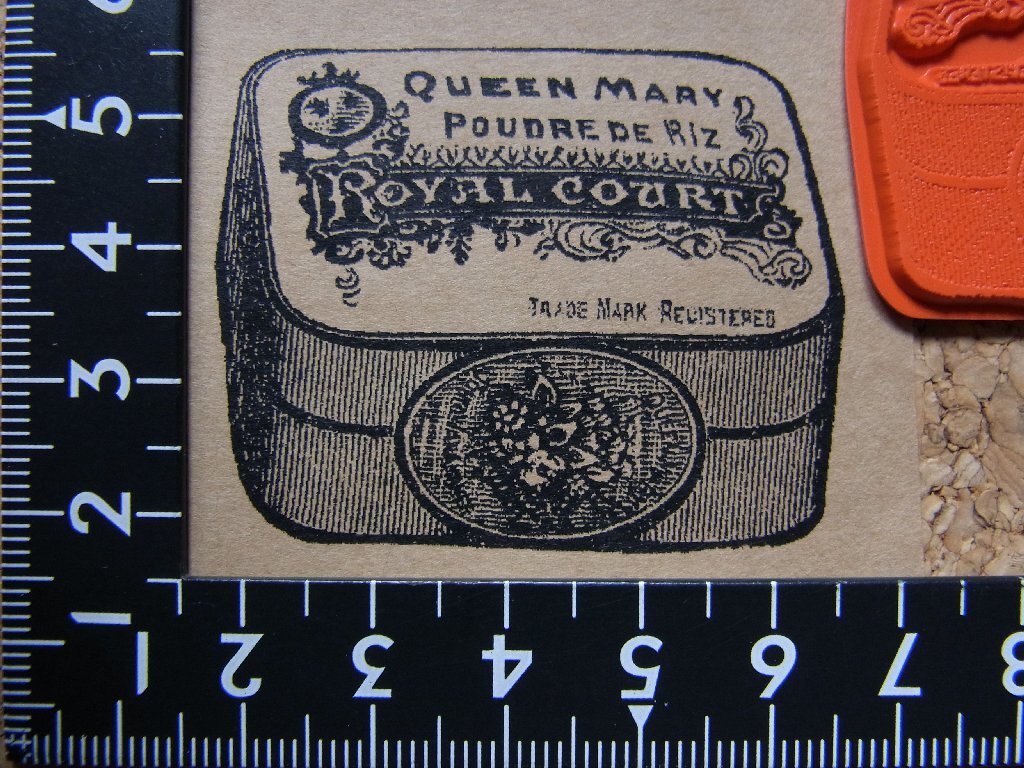 QUEEN MARY
POUDRE DE RIZ
ROYAL COURT
TRADE MARK REGISTERED
5
4
3
2
1
1 2 3 4 5 6 7 8